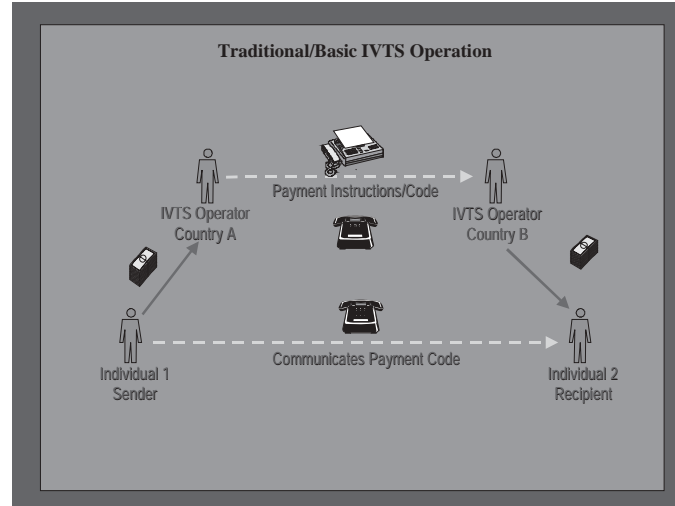 Traditional/Basic IVTS Operation
Payment Instructions/Code
IVTS Operator
Country A
IVTS Operator
Country B
Communicates Payment Code
Individual 1
Sender
Individual 2
Recipient